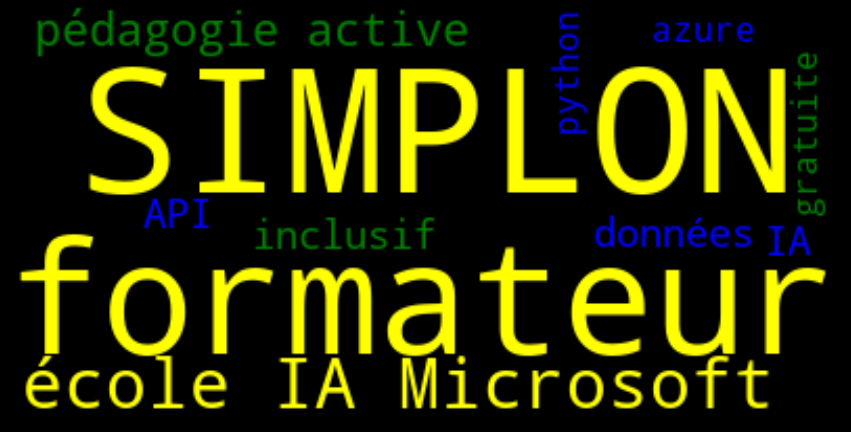 pédagogie active
python
azure
SIMPLON
gratuite
API
inclusif
données
IA
formateur
école IA Microsoft